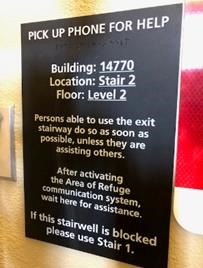 PICK UP PHONE FOR HELP
Building: 14770
Location: Stair 2
Floor: Level 2
Persons able to use the exit
stairway do so as soon as
possible, unless they are
assisting others.
After activating
the Area of Refuge
communication system,
wait here for assistance.
If this stairwell is blocked
please use Stair 1.